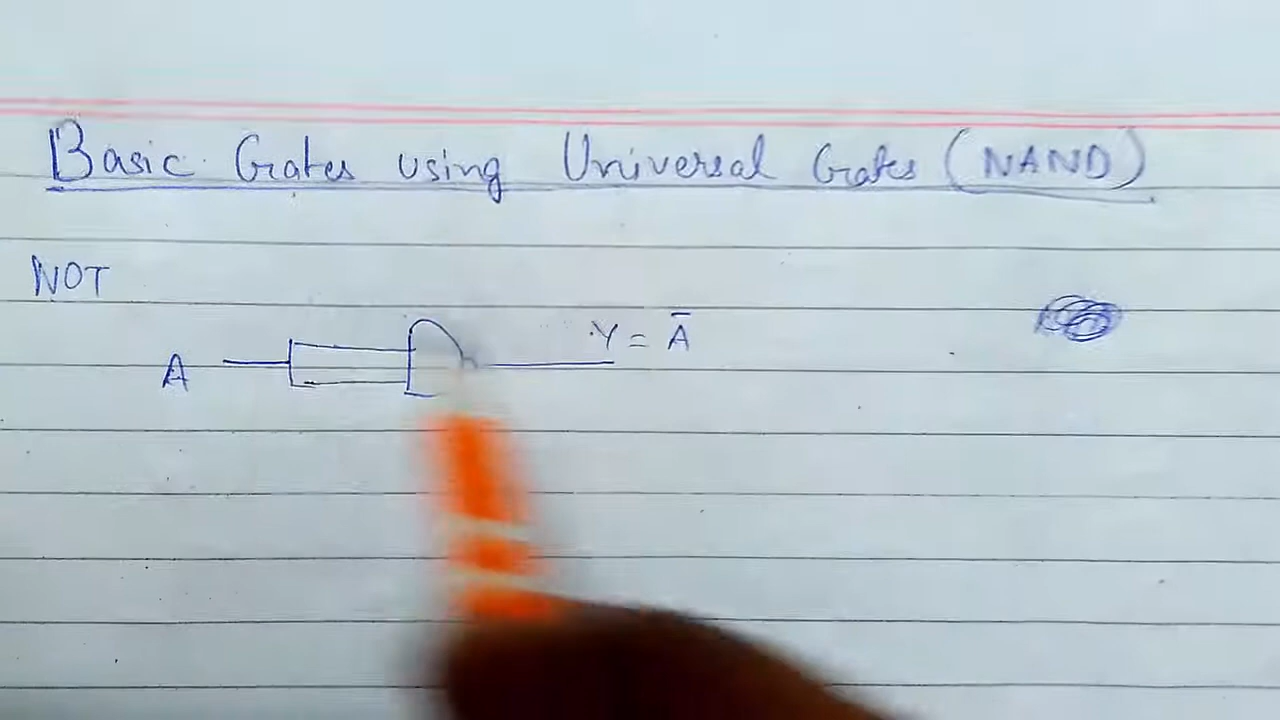 Basic Gates using Universal Gates (NAND)
NOT
A Y = A̅